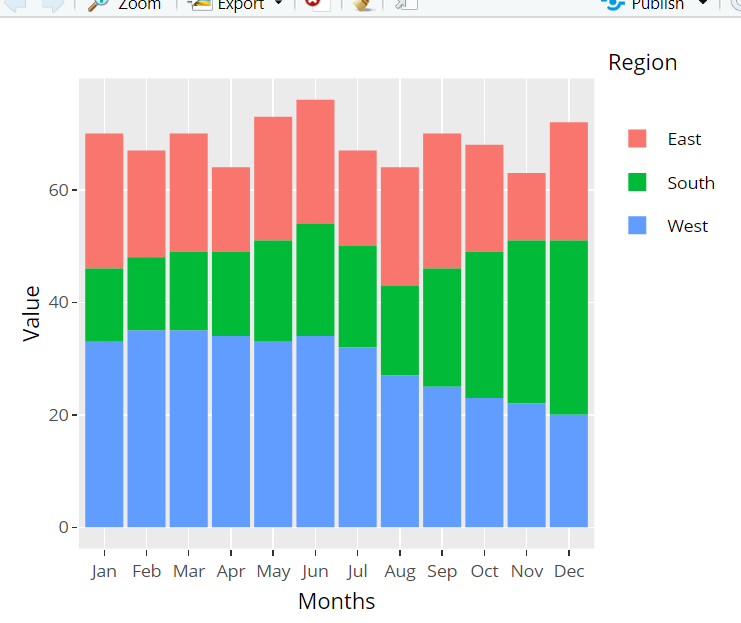 Zoom Export Publish
Region
East
South
West
60
40
20
0
Value
Jan Feb Mar Apr May Jun Jul Aug Sep Oct Nov Dec
Months